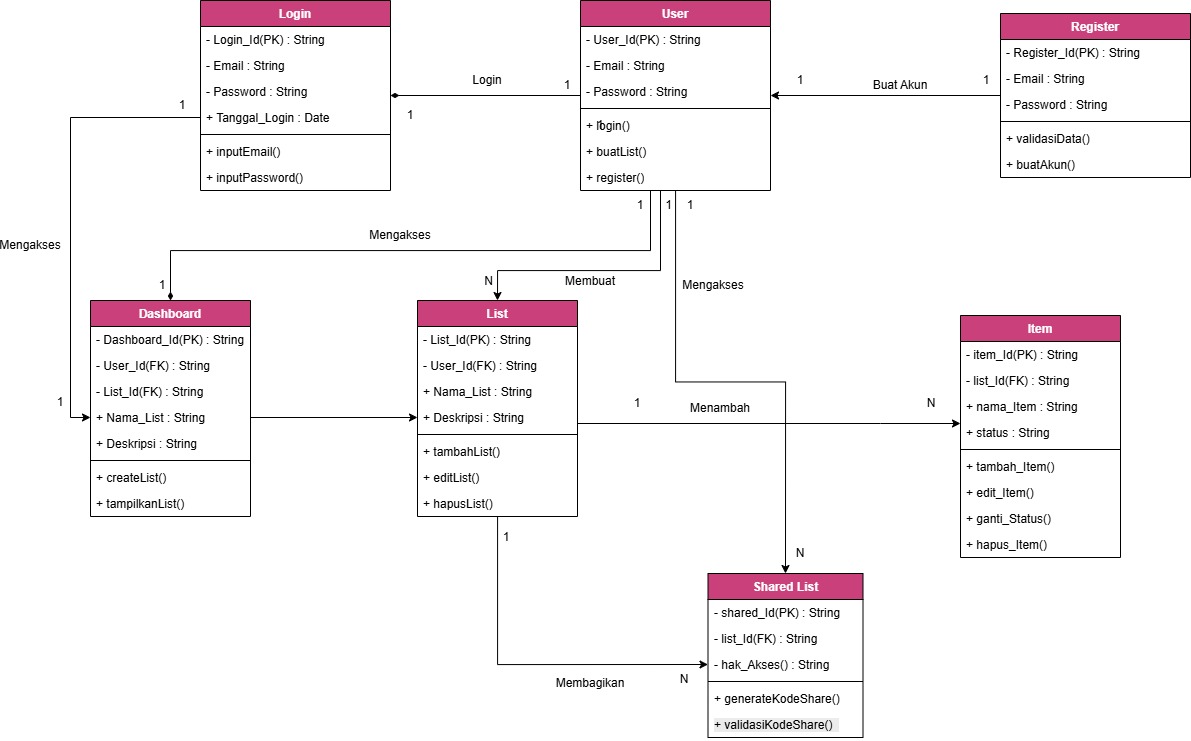 Login
- Login_Id(PK) : String
- Email : String
- Password : String
+ Tanggal_Login : Date
+ inputEmail()
+ inputPassword()
User
- User_Id(PK) : String
- Email : String
- Password : String
+ login()
+ buatList()
+ register()
Register
- Register_Id(PK) : String
- Email : String
- Password : String
+ validasiData()
+ buatAkun()
Login
1
1
1
Buat Akun
1
1
Mengakses
1
1
Mengakses
1
1
Membuat
N
1
Mengakses
N
Dashboard
- Dashboard_Id(PK) : String
- User_Id(FK) : String
- List_Id(FK) : String
+ Nama_List : String
+ Deskripsi : String
+ createList()
+ tampilkanList()
List
- List_Id(PK) : String
- User_Id(FK) : String
+ Nama_List : String
+ Deskripsi : String
+ tambahList()
+ editList()
+ hapusList()
1
Menambah
N
Item
- item_Id(PK) : String
- list_Id(FK) : String
+ nama_Item : String
+ status : String
+ tambah_Item()
+ edit_Item()
+ ganti_Status()
+ hapus_Item()
1
Membagikan
N
Shared List
- shared_Id(PK) : String
- list_Id(FK) : String
- hak_Akses() : String
+ generateKodeShare()
+ validasiKodeShare()